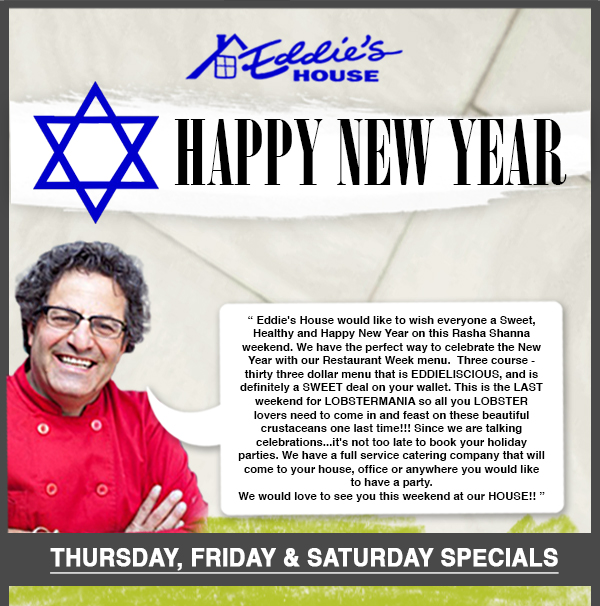 Eddie's
HOUSE
HAPPY NEW YEAR
“ Eddie's House would like to wish everyone a Sweet,
Healthy and Happy New Year on this Rasha Shanna
weekend. We have the perfect way to celebrate the New
Year with our Restaurant Week menu.  Three course -
thirty three dollar menu that is EDDIELISCIOUS, and is
definitely a SWEET deal on your wallet. This is the LAST
weekend for LOBSTERMANIA so all you LOBSTER
lovers need to come in and feast on these beautiful
crustaceans one last time!!! Since we are talking
celebrations...it's not too late to book your holiday
parties. We have a full service catering company that will
come to your house, office or anywhere you would like
to have a party.
We would love to see you this weekend at our HOUSE!! ”
THURSDAY, FRIDAY & SATURDAY SPECIALS